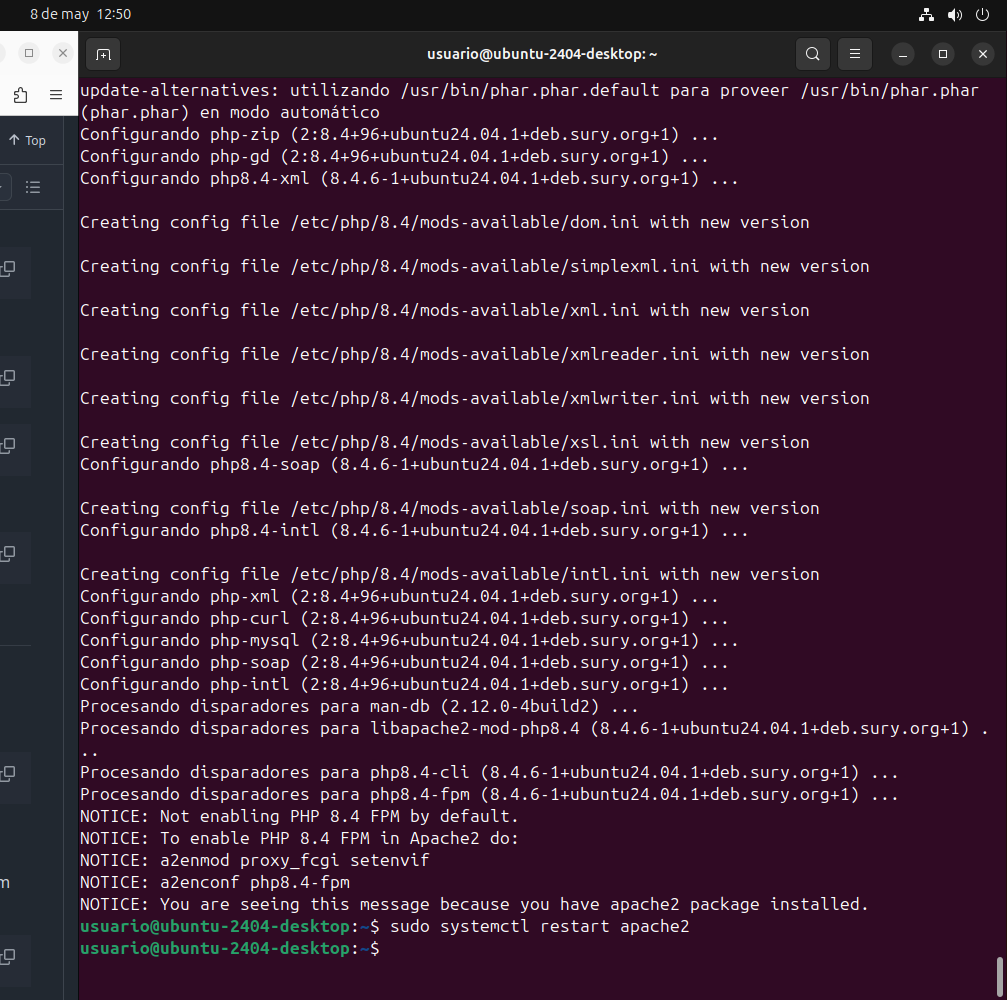 8 de may 12:50
usuario@ubuntu-2404-desktop: ~
Top
m
update-alternatives: utilizando /usr/bin/phar.phar.default para proveer /usr/bin/phar.phar
(phar.phar) en modo automático
Configurando php-zip (2:8.4+96+ubuntu24.04.1+deb.sury.org+1) ...
Configurando php-gd (2:8.4+96+ubuntu24.04.1+deb.sury.org+1) ...
Configurando php8.4-xml (8.4.6-1+ubuntu24.04.1+deb.sury.org+1) ...
Creating config file /etc/php/8.4/mods-available/dom.ini with new version
Creating config file /etc/php/8.4/mods-available/simplexml.ini with new version
Creating config file /etc/php/8.4/mods-available/xml.ini with new version
Creating config file /etc/php/8.4/mods-available/xmlreader.ini with new version
Creating config file /etc/php/8.4/mods-available/xmlwriter.ini with new version
Creating config file /etc/php/8.4/mods-available/xsl.ini with new version
Configurando php8.4-soap (8.4.6-1+ubuntu24.04.1+deb.sury.org+1) ...
Creating config file /etc/php/8.4/mods-available/soap.ini with new version
Configurando php8.4-intl (8.4.6-1+ubuntu24.04.1+deb.sury.org+1) ...
Creating config file /etc/php/8.4/mods-available/intl.ini with new version
Configurando php-xml (2:8.4+96+ubuntu24.04.1+deb.sury.org+1) ...
Configurando php-curl (2:8.4+96+ubuntu24.04.1+deb.sury.org+1) ...
Configurando php-mysql (2:8.4+96+ubuntu24.04.1+deb.sury.org+1) ...
Configurando php-soap (2:8.4+96+ubuntu24.04.1+deb.sury.org+1) ...
Configurando php-intl (2:8.4+96+ubuntu24.04.1+deb.sury.org+1) ...
Procesando disparadores para man-db (2.12.0-4build2) ...
Procesando disparadores para libapache2-mod-php8.4 (8.4.6-1+ubuntu24.04.1+deb.sury.org+1) .
..
Procesando disparadores para php8.4-cli (8.4.6-1+ubuntu24.04.1+deb.sury.org+1) ...
Procesando disparadores para php8.4-fpm (8.4.6-1+ubuntu24.04.1+deb.sury.org+1) ...
NOTICE: Not enabling PHP 8.4 FPM by default.
NOTICE: To enable PHP 8.4 FPM in Apache2 do:
NOTICE: a2enmod proxy_fcgi setenvif
NOTICE: a2enconf php8.4-fpm
NOTICE: You are seeing this message because you have apache2 package installed.
usuario@ubuntu-2404-desktop:~$ sudo systemctl restart apache2
usuario@ubuntu-2404-desktop:~$